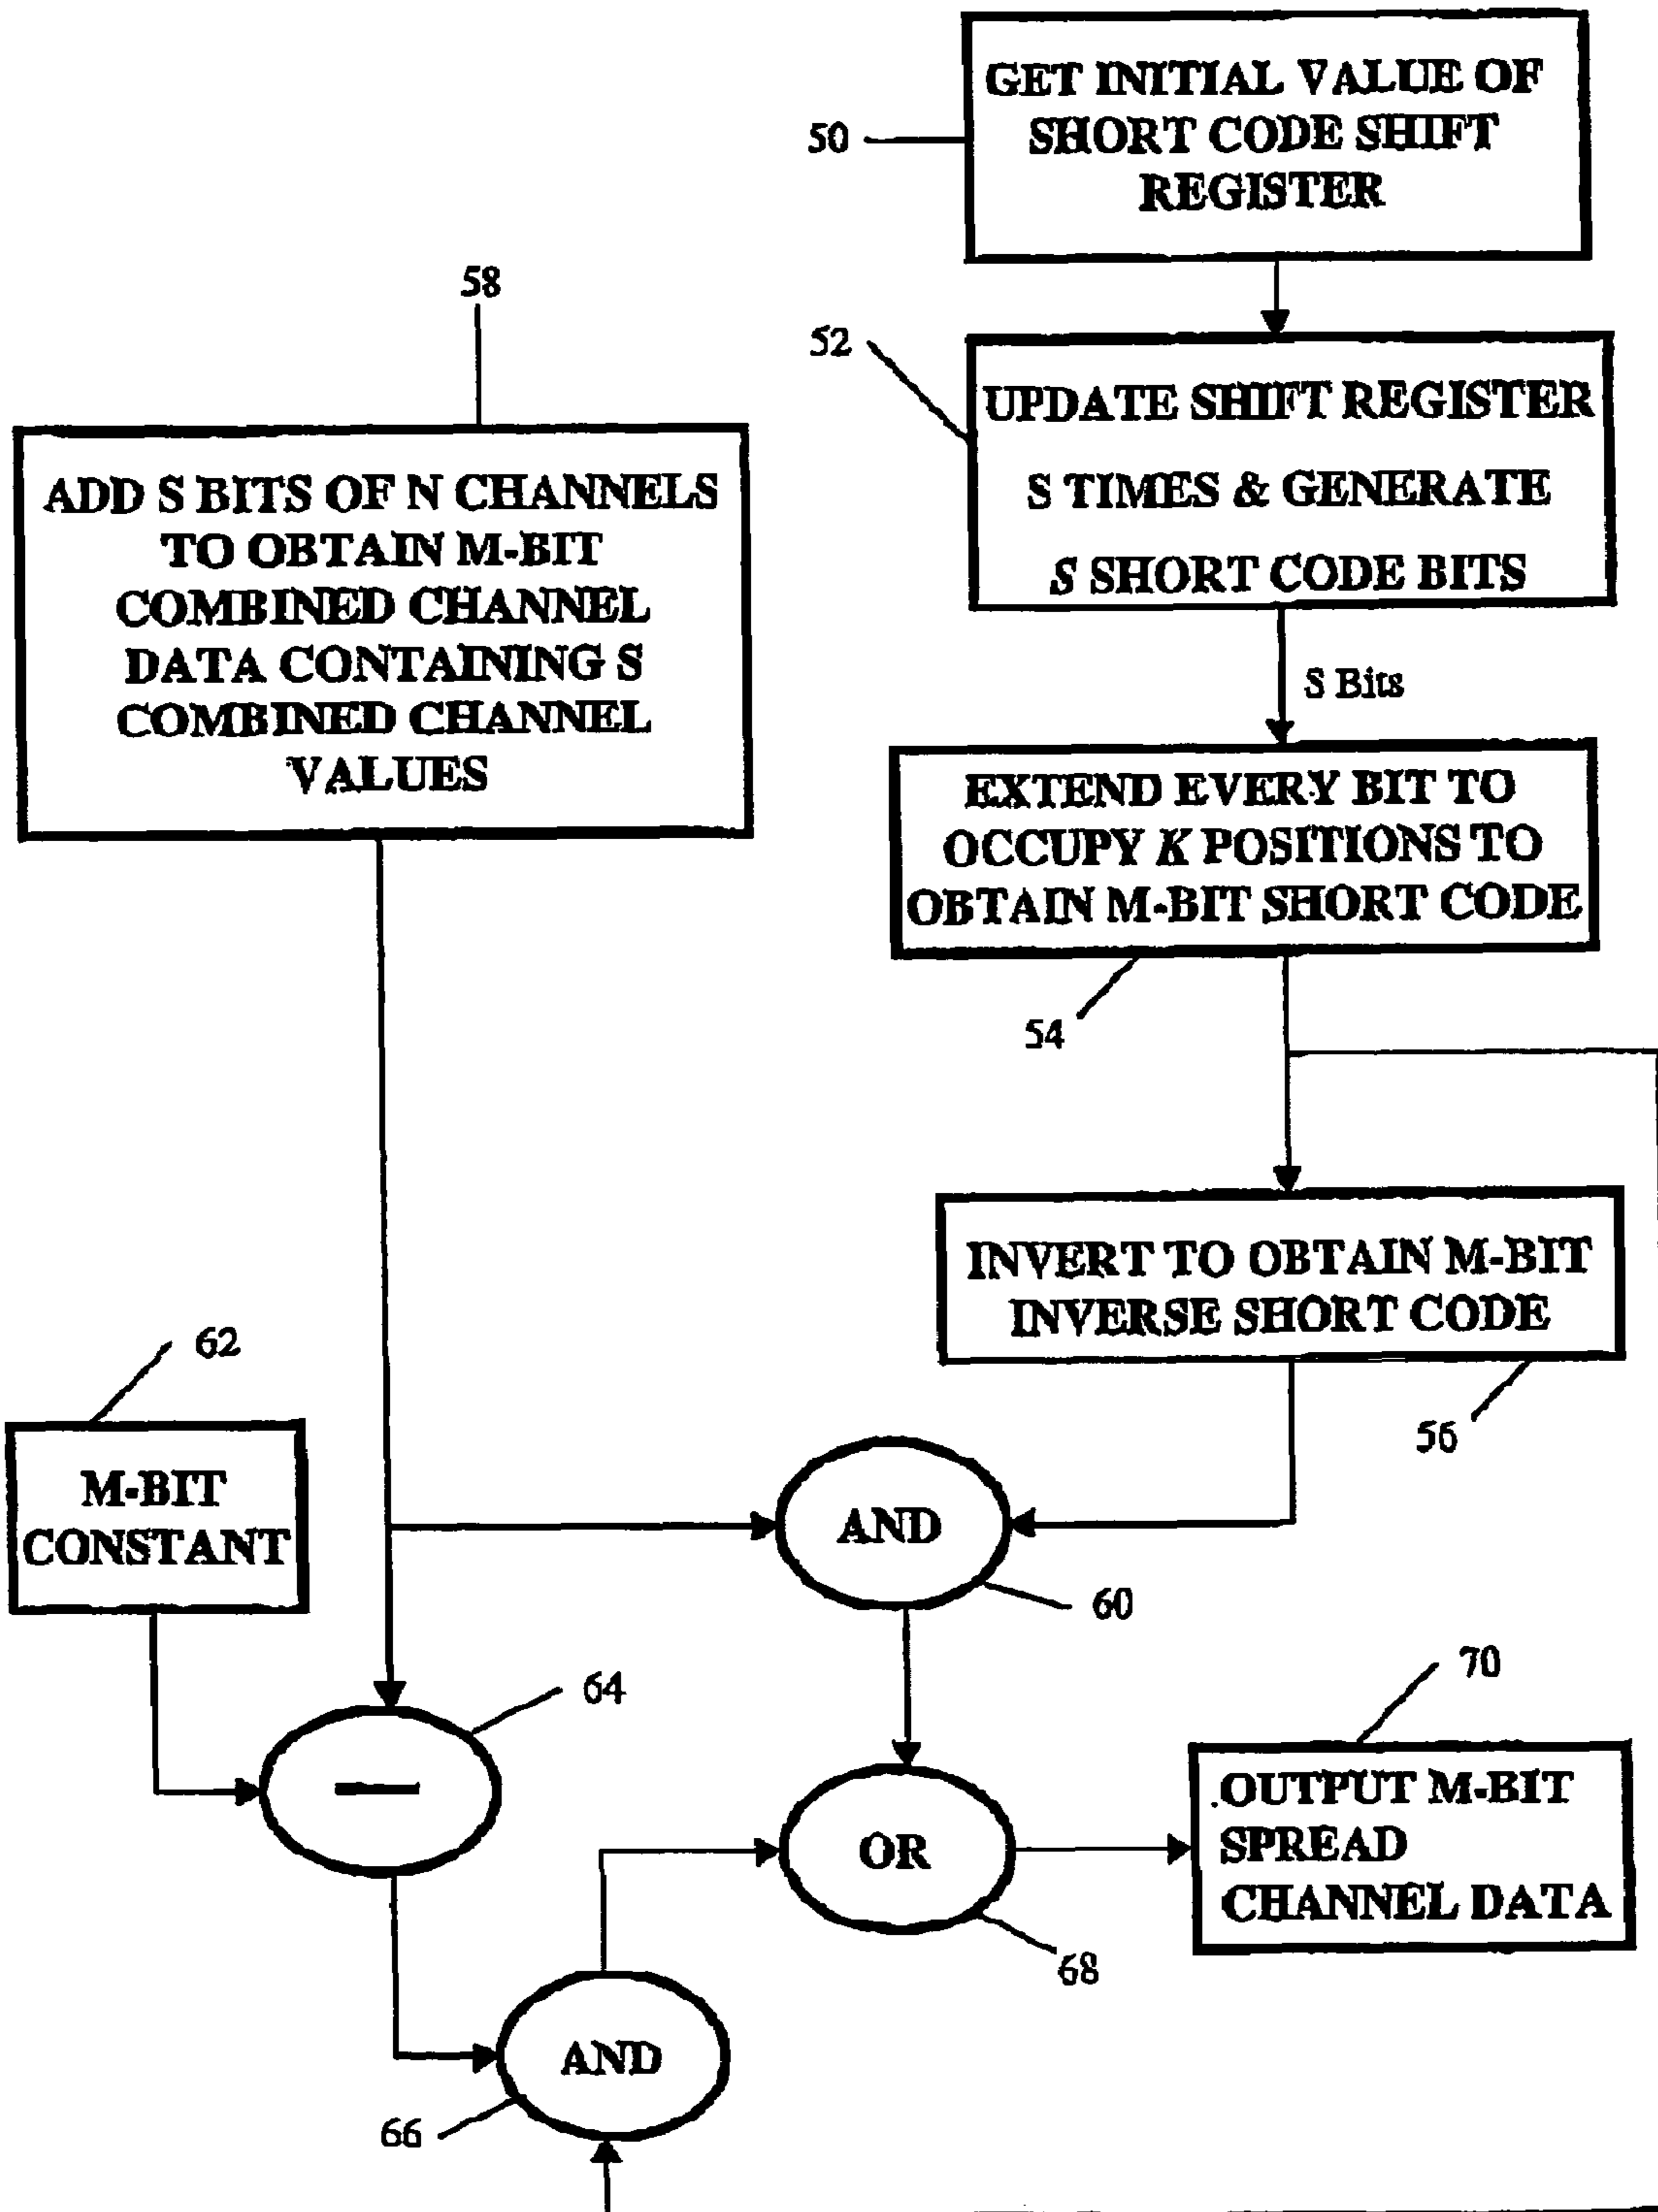 GET INITIAL VALUE OF
SHORT CODE SHIFT
REGISTER
50
58
52
UPDATE SHIFT REGISTER
S TIMES & GENERATE
S SHORT CODE BITS
ADD S BITS OF N CHANNELS
TO OBTAIN M-BIT
COMBINED CHANNEL
DATA CONTAINING S
COMBINED CHANNEL
VALUES
S Bits
EXTEND EVERY BIT TO
OCCUPY K POSITIONS TO
OBTAIN M-BIT SHORT CODE
54
INVERT TO OBTAIN M-BIT
INVERSE SHORT CODE
56
62
M-BIT
CONSTANT
AND
60
64
70
OR
68
OUTPUT M-BIT
SPREAD
CHANNEL DATA
AND
66